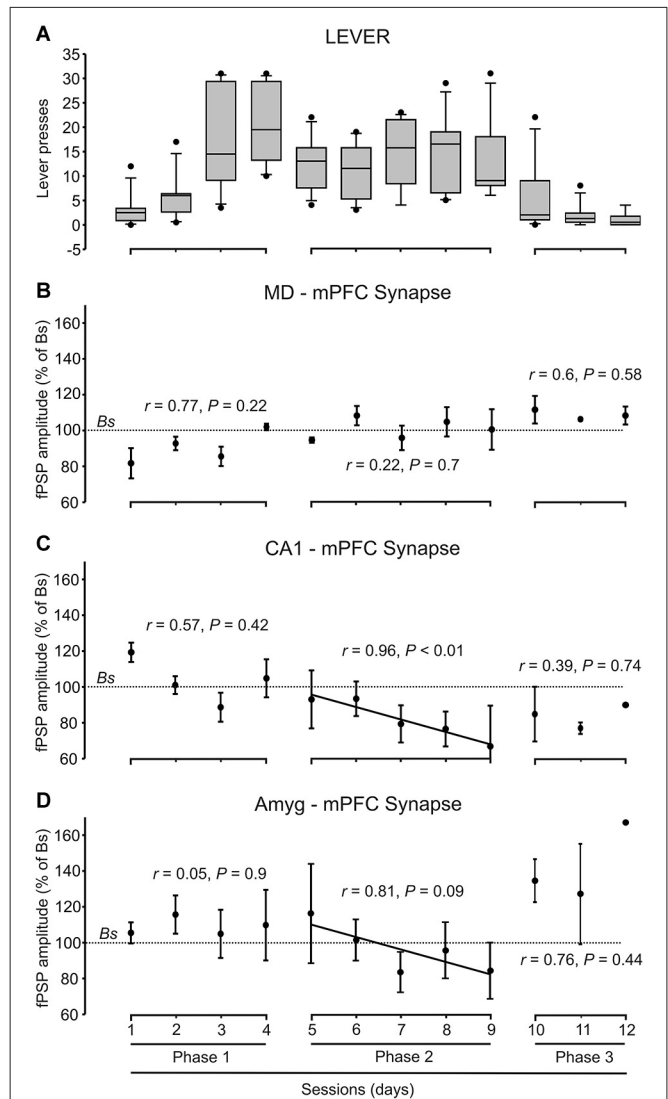 A
LEVER
Lever presses
35
30
25
20
15
10
5
0
-5
B
MD - mPFC Synapse
fPSP amplitude (% of Bs)
160
140
120
100
80
60
Bs
r = 0.77, P = 0.22
r = 0.22, P = 0.7
r = 0.6, P = 0.58
C
CA1 - mPFC Synapse
fPSP amplitude (% of Bs)
160
140
120
100
80
60
Bs
r = 0.57, P = 0.42
r = 0.96, P < 0.01
r = 0.39, P = 0.74
D
Amyg - mPFC Synapse
fPSP amplitude (% of Bs)
160
140
120
100
80
60
Bs
r = 0.05, P = 0.9
r = 0.81, P = 0.09
r = 0.76, P = 0.44
1 2 3 4 5 6 7 8 9 10 11 12
Phase 1 Phase 2 Phase 3
Sessions (days)